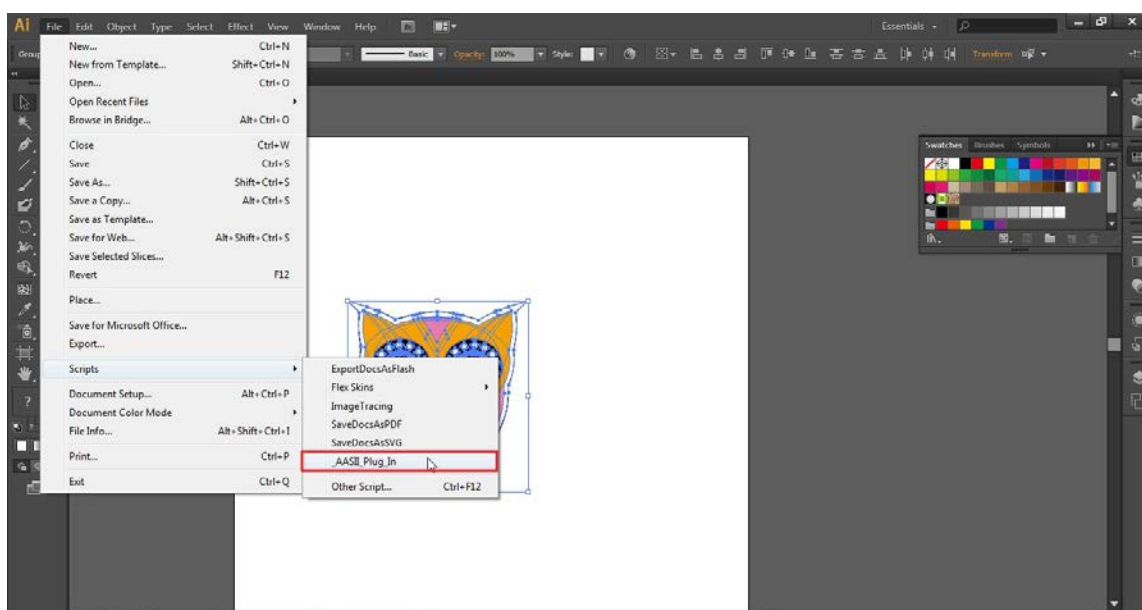 Ai File Edit Object Type Select Effect View Window Help Br Essentials
Group Basic Opacity: 100% Style: Transform
New... Ctrl+N
New from Template... Shift+Ctrl+N
Open... Ctrl+O
Open Recent Files
Browse in Bridge... Alt+Ctrl+O
Close Ctrl+W
Save Ctrl+S
Save As... Shift+Ctrl+S
Save a Copy... Alt+Ctrl+S
Save as Template...
Save for Web... Alt+Shift+Ctrl+S
Save Selected Slices...
Revert F12
Place...
Save for Microsoft Office...
Export...
Scripts
Document Setup... Alt+Ctrl+P
Document Color Mode
File Info... Alt+Shift+Ctrl+I
Print... Ctrl+P
Exit Ctrl+Q
ExportDocsAsFlash
Flex Skins
ImageTracing
SaveDocsAsPDF
SaveDocsAsSVG
_AASII_Plug_In
Other Script... Ctrl+F12
Swatches Brushes Symbols